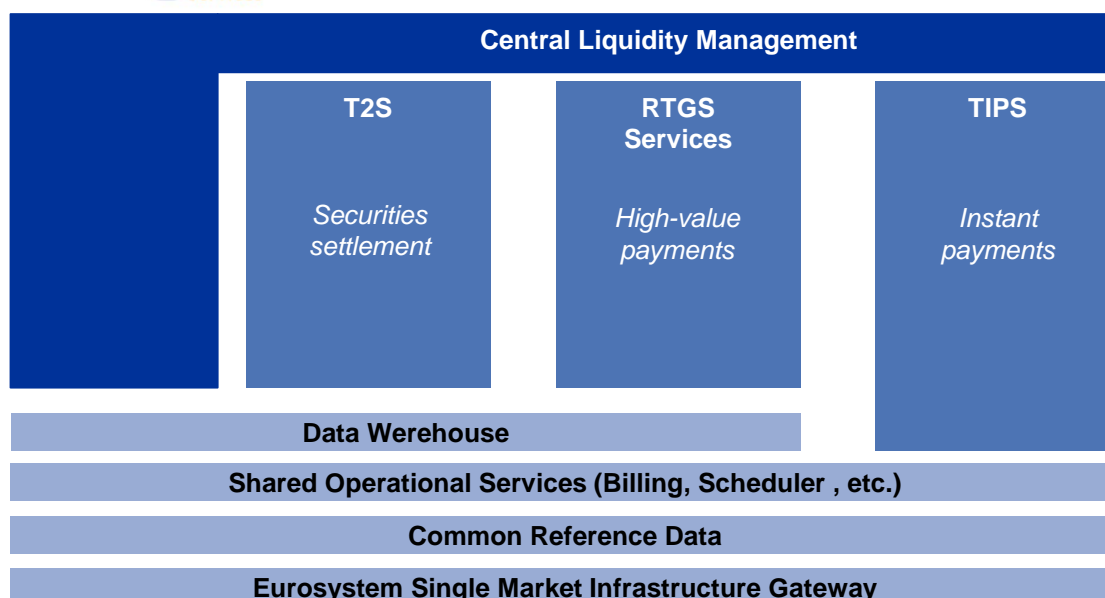 Central Liquidity Management
T2S
Securities
settlement
RTGS
Services
High-value
payments
TIPS
Instant
payments
Data Werehouse
Shared Operational Services (Billing, Scheduler , etc.)
Common Reference Data
Eurosystem Single Market Infrastructure Gateway